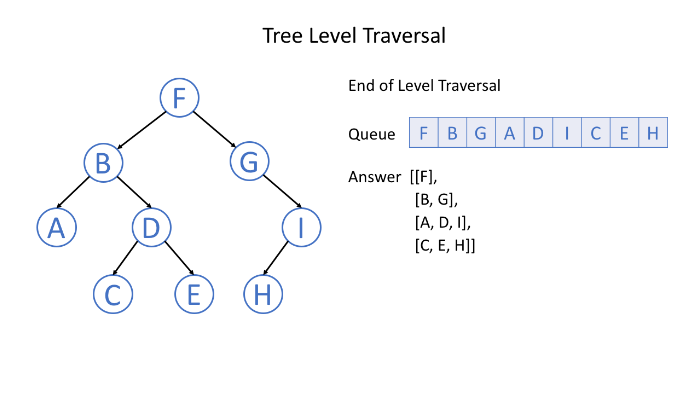 Tree Level Traversal
End of Level Traversal
Queue F B G A D I C E H
Answer [[F],
[B, G],
[A, D, I],
[C, E, H]]
F
B G
A D I
C E H